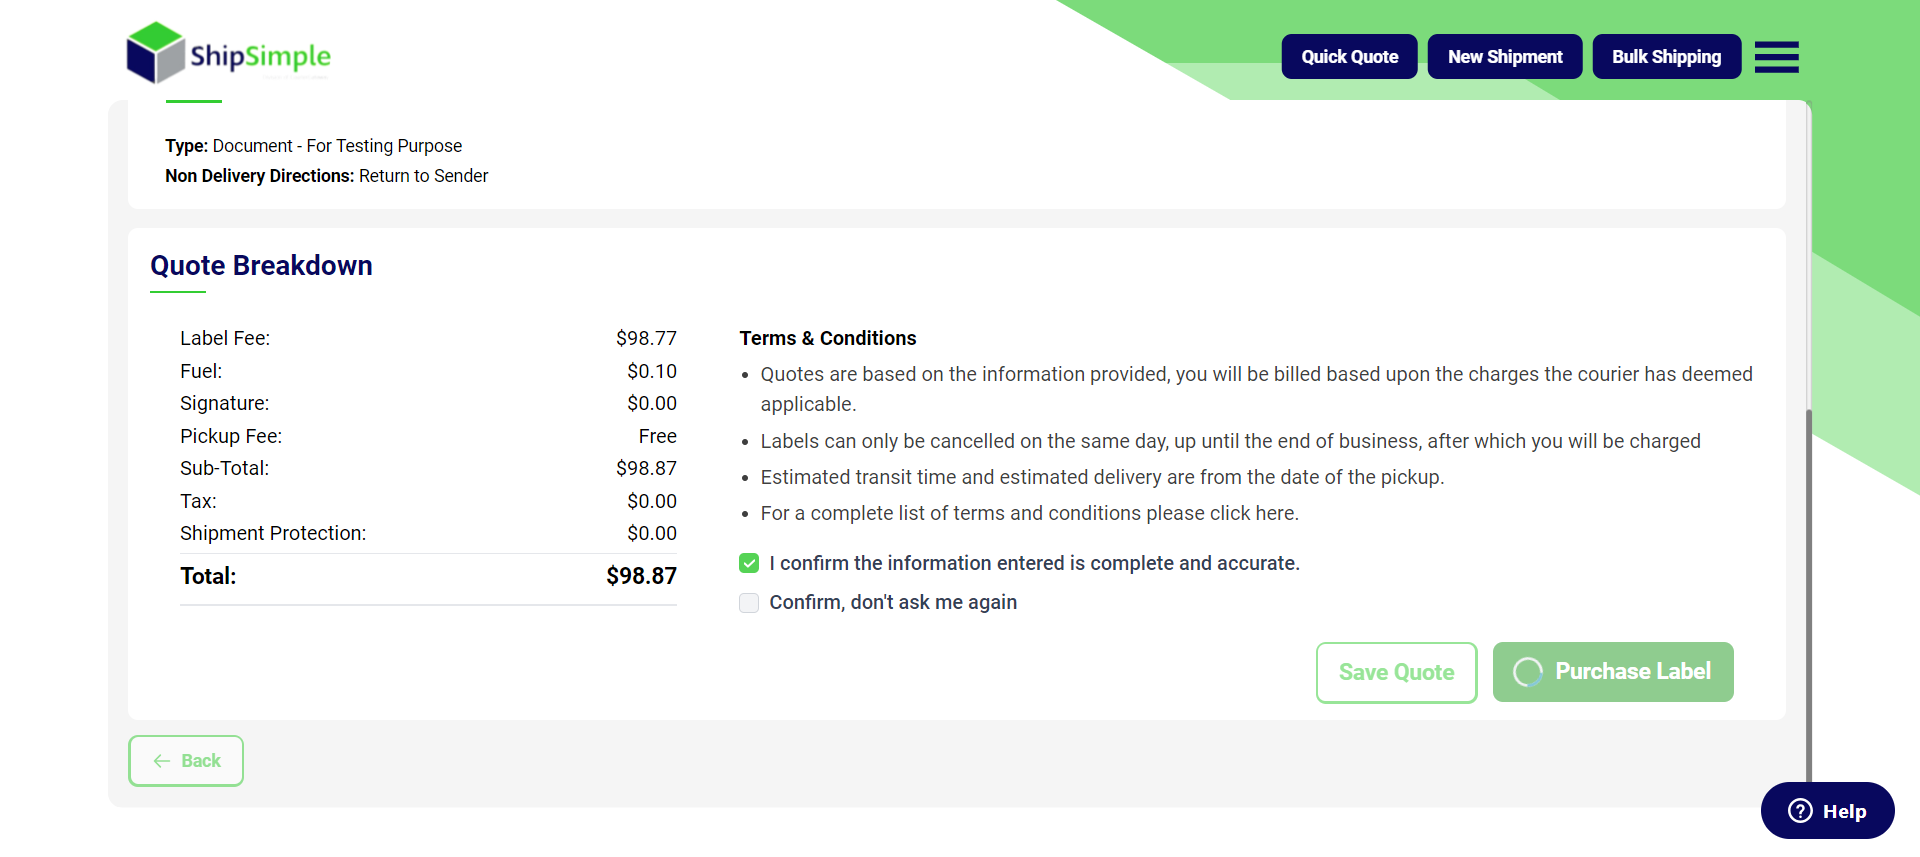 ShipSimple
Quick Quote
New Shipment
Bulk Shipping
Type: Document - For Testing Purpose
Non Delivery Directions: Return to Sender
Quote Breakdown
Label Fee: $98.77
Fuel: $0.10
Signature: $0.00
Pickup Fee: Free
Sub-Total: $98.87
Tax: $0.00
Shipment Protection: $0.00
Total: $98.87
Terms & Conditions
• Quotes are based on the information provided, you will be billed based upon the charges the courier has deemed
applicable.
• Labels can only be cancelled on the same day, up until the end of business, after which you will be charged
• Estimated transit time and estimated delivery are from the date of the pickup.
• For a complete list of terms and conditions please click here.
I confirm the information entered is complete and accurate.
Confirm, don't ask me again
Save Quote
Purchase Label
Back
Help